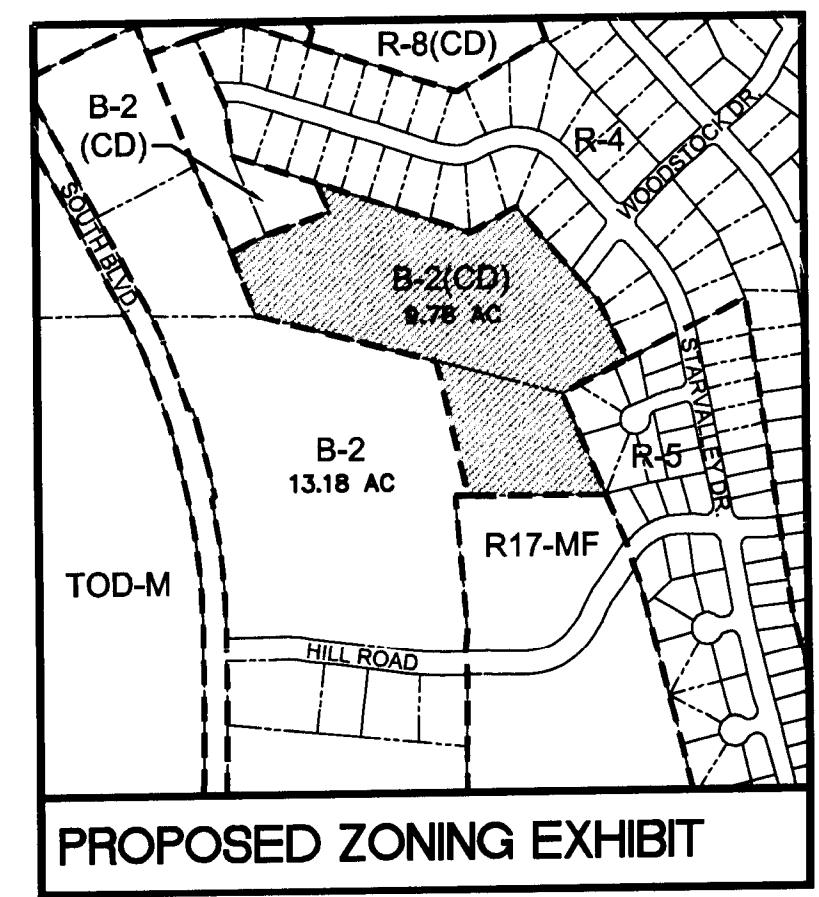 R-8(CD)
B-2
(CD)
R-4
WOODSTOCK DR.
SOUTH BLVD.
B-2(CD)
9.78 AC
STARVALLEY DR.
R-5
B-2
13.18 AC
R17-MF
TOD-M
HILL ROAD
PROPOSED ZONING EXHIBIT